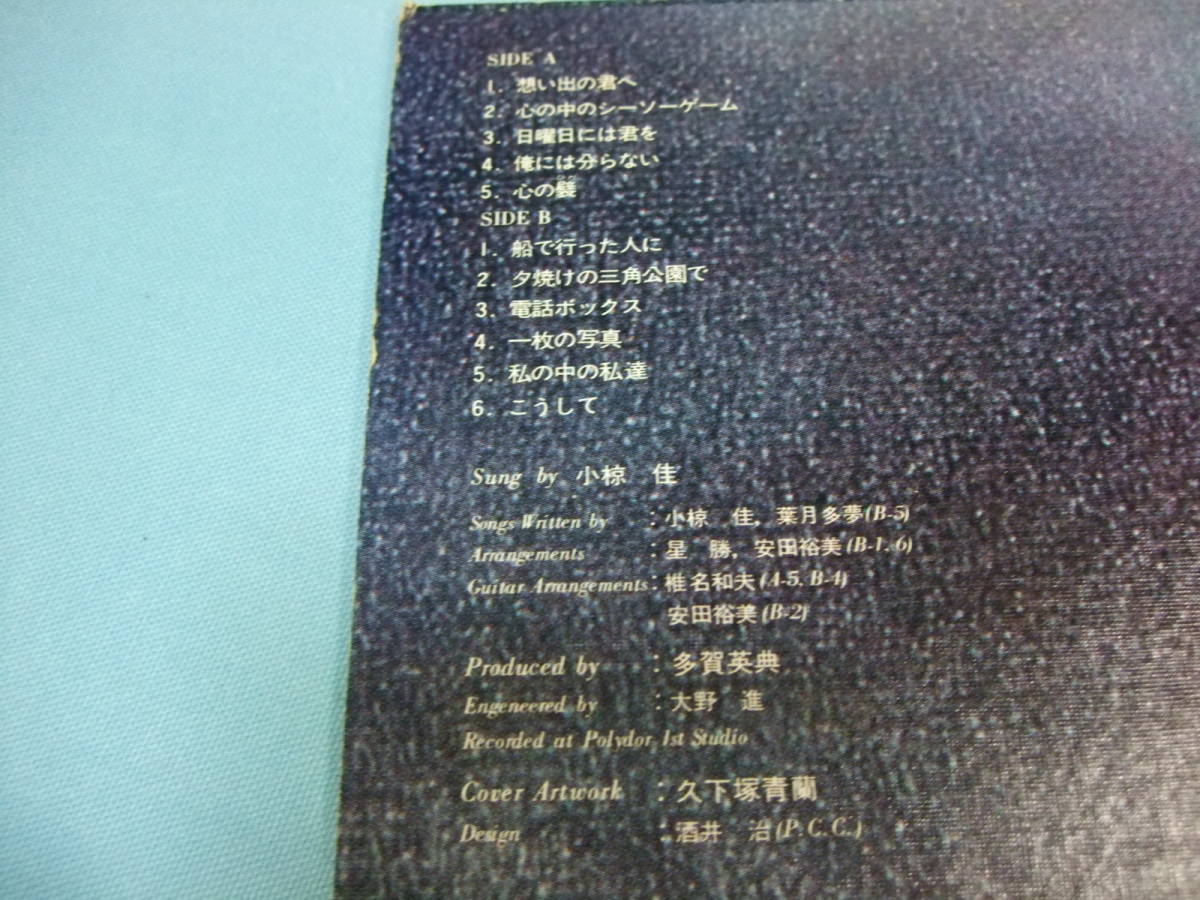 SIDE A
1. 想い出の君へ
2. 心の中のシーソーゲーム
3. 日曜日には君を
4. 俺には分らない
5. 心の襞
SIDE B
1. 船で行った人に
2. 夕焼けの三角公園で
3. 電話ボックス
4. 一枚の写真
5. 私の中の私達
6. こうして
Sung by 小椋 佳
Songs Written by : 小椋 佳, 葉月多夢(B-5)
Arrangements : 星 勝, 安田裕美(B-1, 6)
Guitar Arrangements : 椎名和夫(A-5, B-4)
安田裕美(B-2)
Produced by : 多賀英典
Engeneered by : 大野 進
Recorded at Polydor 1st Studio
Cover Artwork : 久下塚青蘭
Design : 酒井 治(P.C.C.)